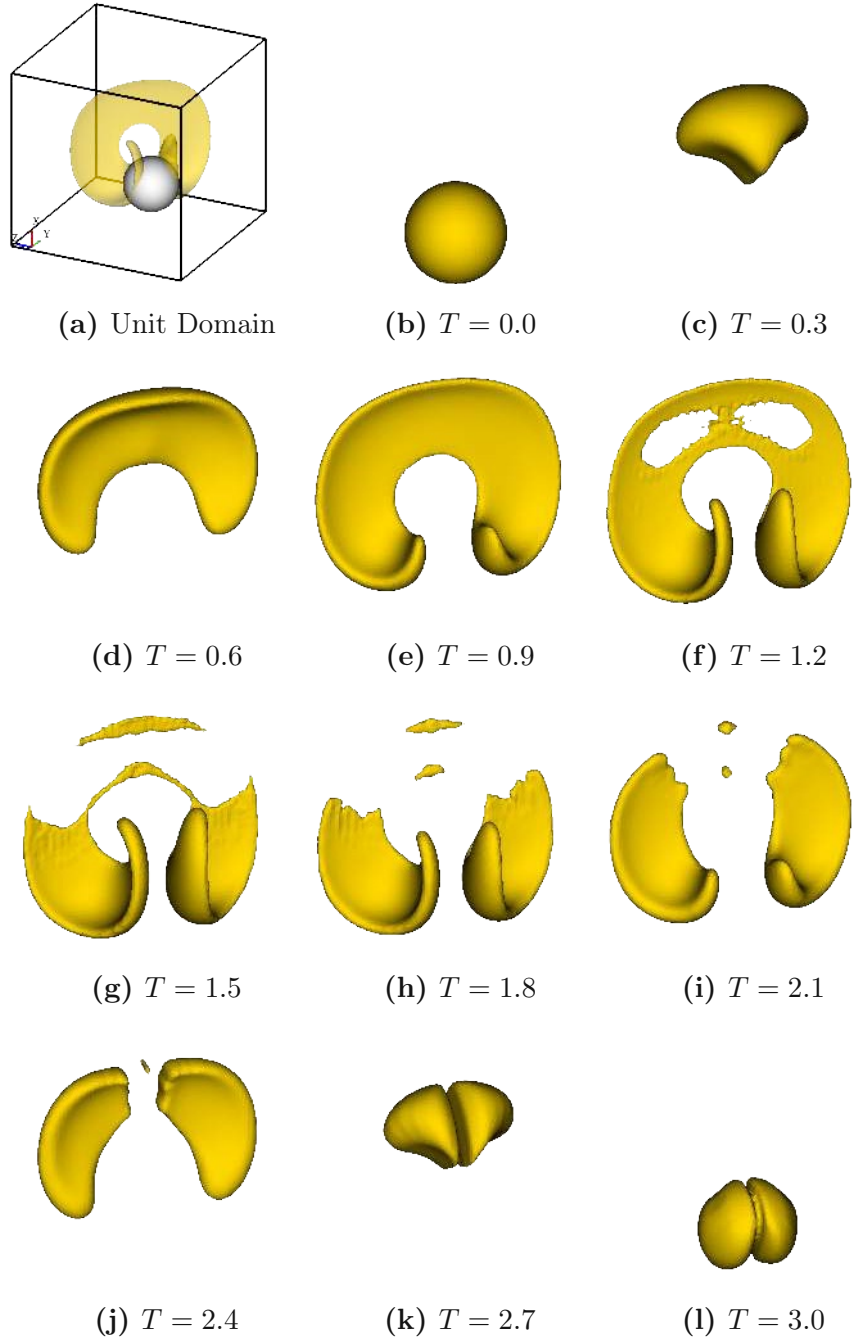 X
Z Y
(a) Unit Domain
(b) T = 0.0
(c) T = 0.3
(d) T = 0.6
(e) T = 0.9
(f) T = 1.2
(g) T = 1.5
(h) T = 1.8
(i) T = 2.1
(j) T = 2.4
(k) T = 2.7
(l) T = 3.0